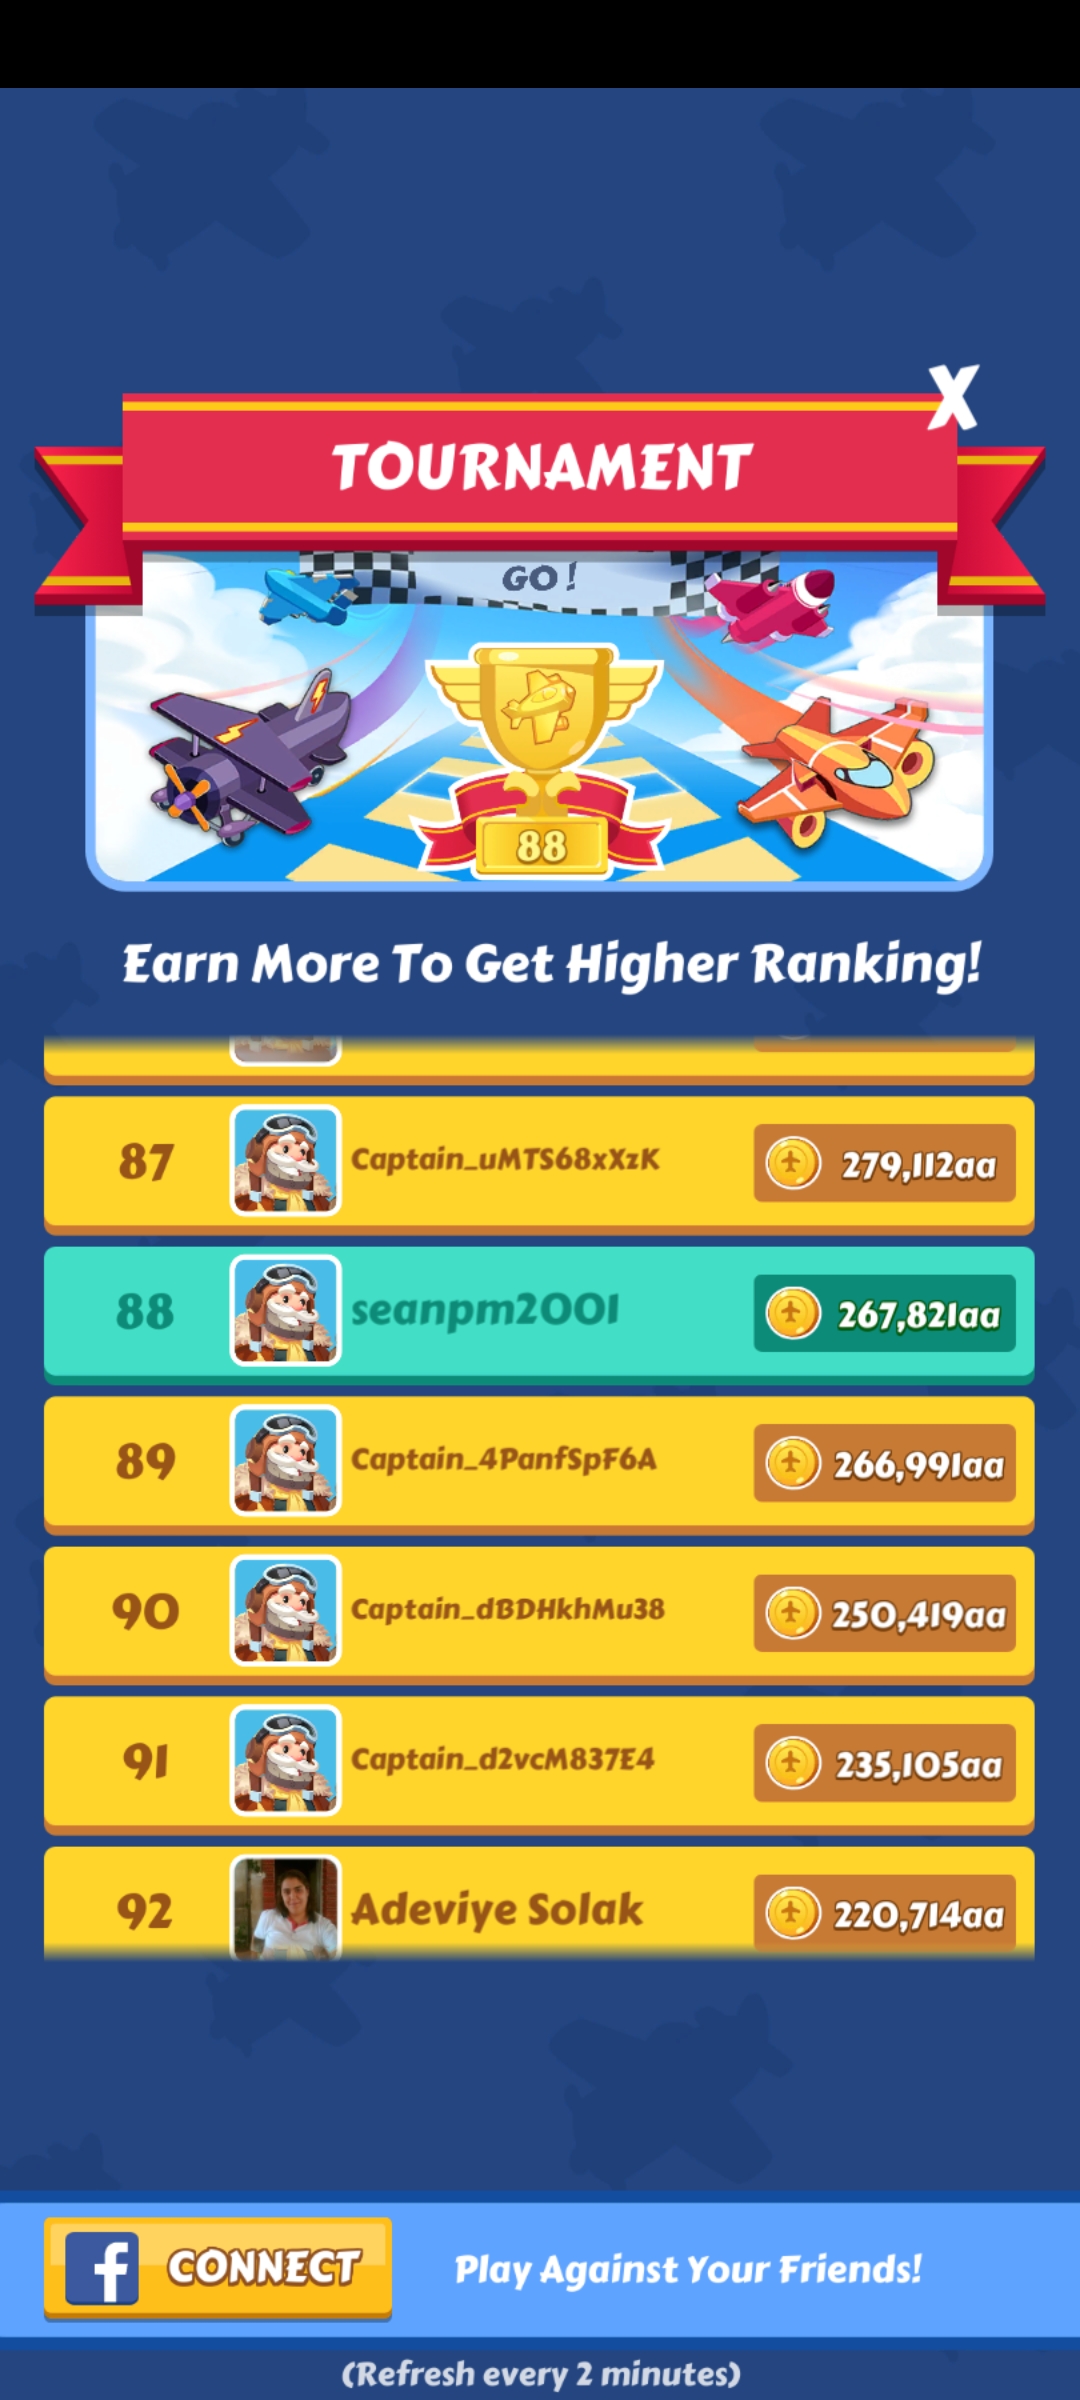 X
TOURNAMENT
GO!
88
Earn More To Get Higher Ranking!
87 Captain_uMTS68xXzK 279,112aa
88 seanpm2001 267,821aa
89 Captain_4PanfSpF6A 266,991aa
90 Captain_dBDHkhMu38 250,419aa
91 Captain_d2vcM837E4 235,105aa
92 Adeviye Solak 220,714aa
f CONNECT Play Against Your Friends!
(Refresh every 2 minutes)